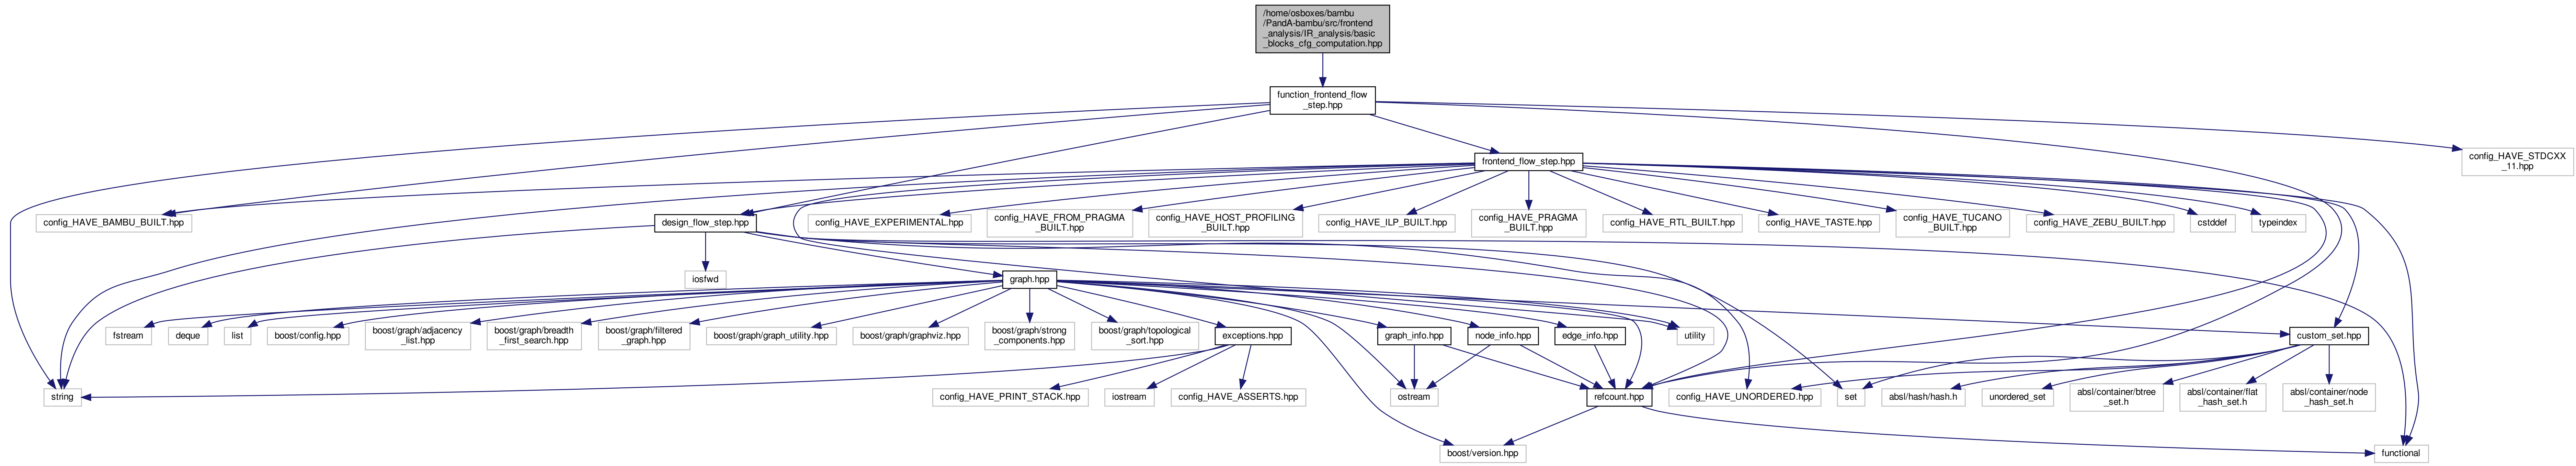 /home/osboxes/bambu
/PandA-bambu/src/frontend
_analysis/IR_analysis/basic
_blocks_cfg_computation.hpp
function_frontend_flow
_step.hpp
frontend_flow_step.hpp
config_HAVE_STDCXX
_11.hpp
config_HAVE_BAMBU_BUILT.hpp
design_flow_step.hpp
config_HAVE_EXPERIMENTAL.hpp
config_HAVE_FROM_PRAGMA
_BUILT.hpp
config_HAVE_HOST_PROFILING
_BUILT.hpp
config_HAVE_ILP_BUILT.hpp
config_HAVE_PRAGMA
_BUILT.hpp
config_HAVE_RTL_BUILT.hpp
config_HAVE_TASTE.hpp
config_HAVE_TUCANO
_BUILT.hpp
config_HAVE_ZEBU_BUILT.hpp
cstddef
typeindex
iosfwd
graph.hpp
fstream
deque
list
boost/config.hpp
boost/graph/adjacency
_list.hpp
boost/graph/breadth
_first_search.hpp
boost/graph/filtered
_graph.hpp
boost/graph/graph_utility.hpp
boost/graph/graphviz.hpp
boost/graph/strong
_components.hpp
boost/graph/topological
_sort.hpp
exceptions.hpp
graph_info.hpp
node_info.hpp
edge_info.hpp
utility
custom_set.hpp
string
config_HAVE_PRINT_STACK.hpp
iostream
config_HAVE_ASSERTS.hpp
ostream
refcount.hpp
config_HAVE_UNORDERED.hpp
set
absl/hash/hash.h
unordered_set
absl/container/btree
_set.h
absl/container/flat
_hash_set.h
absl/container/node
_hash_set.h
boost/version.hpp
functional